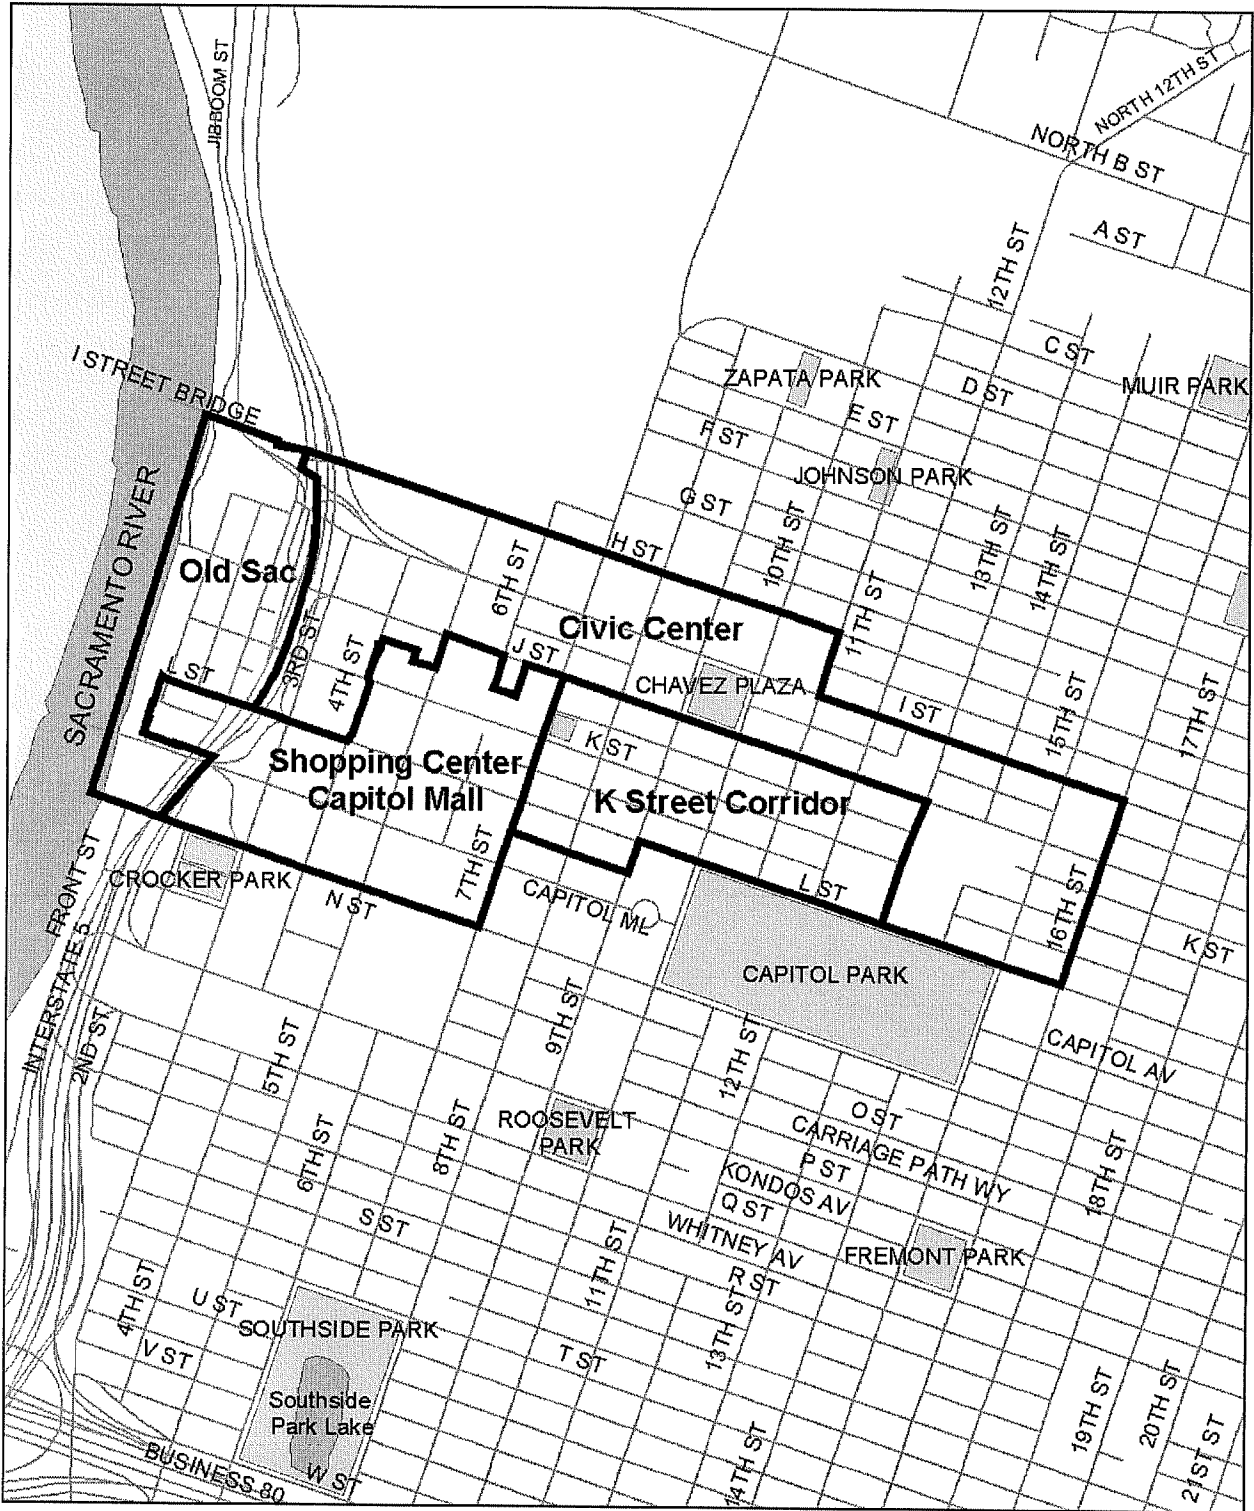 JIBBOOM ST
NORTH 12TH ST
NORTH B ST
A ST
12TH ST
C ST
I STREET BRIDGE
ZAPATA PARK
D ST
MUIR PARK
E ST
F ST
JOHNSON PARK
G ST
10TH ST
13TH ST
14TH ST
H ST
6TH ST
SACRAMENTO RIVER
Old Sac
Civic Center
11TH ST
3RD ST
4TH ST
J ST
L ST
CHAVEZ PLAZA
I ST
15TH ST
17TH ST
K ST
Shopping Center
Capitol Mall
K Street Corridor
7TH ST
FRONT ST
CROCKER PARK
N ST
CAPITOL ML
L ST
16TH ST
K ST
CAPITOL PARK
INTERSTATE 5
2ND ST
9TH ST
5TH ST
12TH ST
CAPITOL AV
ROOSEVELT
PARK
O ST
CARRIAGE PATH WY
8TH ST
6TH ST
P ST
KONDOS AV
18TH ST
Q ST
S ST
WHITNEY AV
FREMONT PARK
11TH ST
R ST
4TH ST
U ST
SOUTHSIDE PARK
13TH ST
V ST
T ST
Southside
Park Lake
19TH ST
20TH ST
21ST ST
BUSINESS 80
W ST
14TH ST